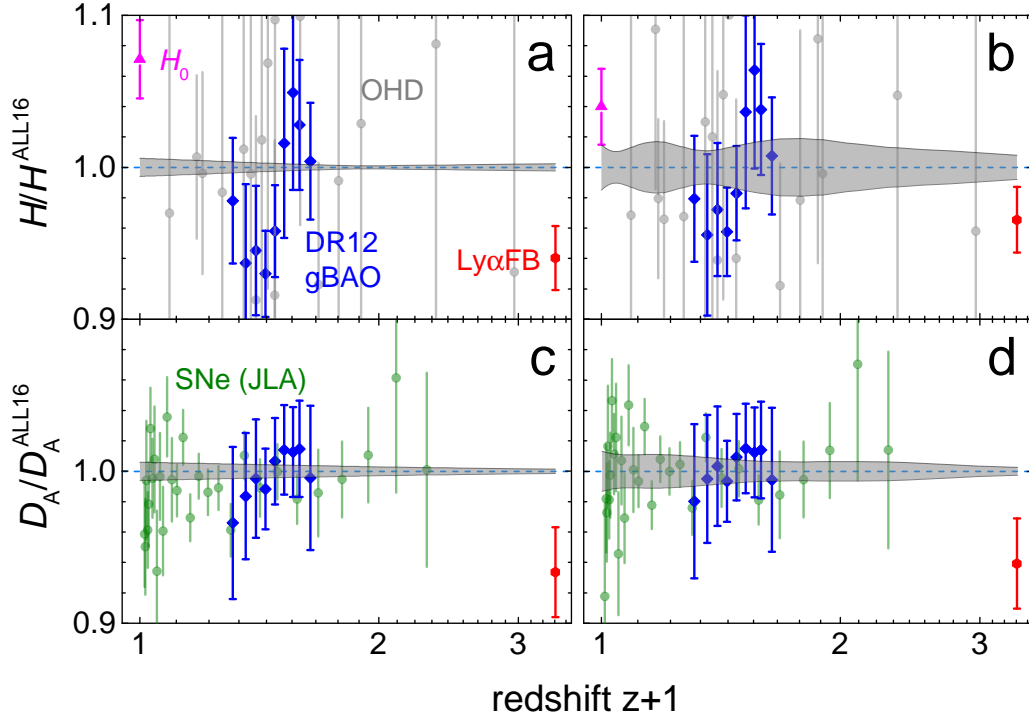 1.1
1.0
0.9
H/H^ALL16
a
H₀
OHD
DR12
gBAO
LyαFB
b
1.0
0.9
D_A/D_A^ALL16
c
SNe (JLA)
d
1
2
3
1
2
3
redshift z+1